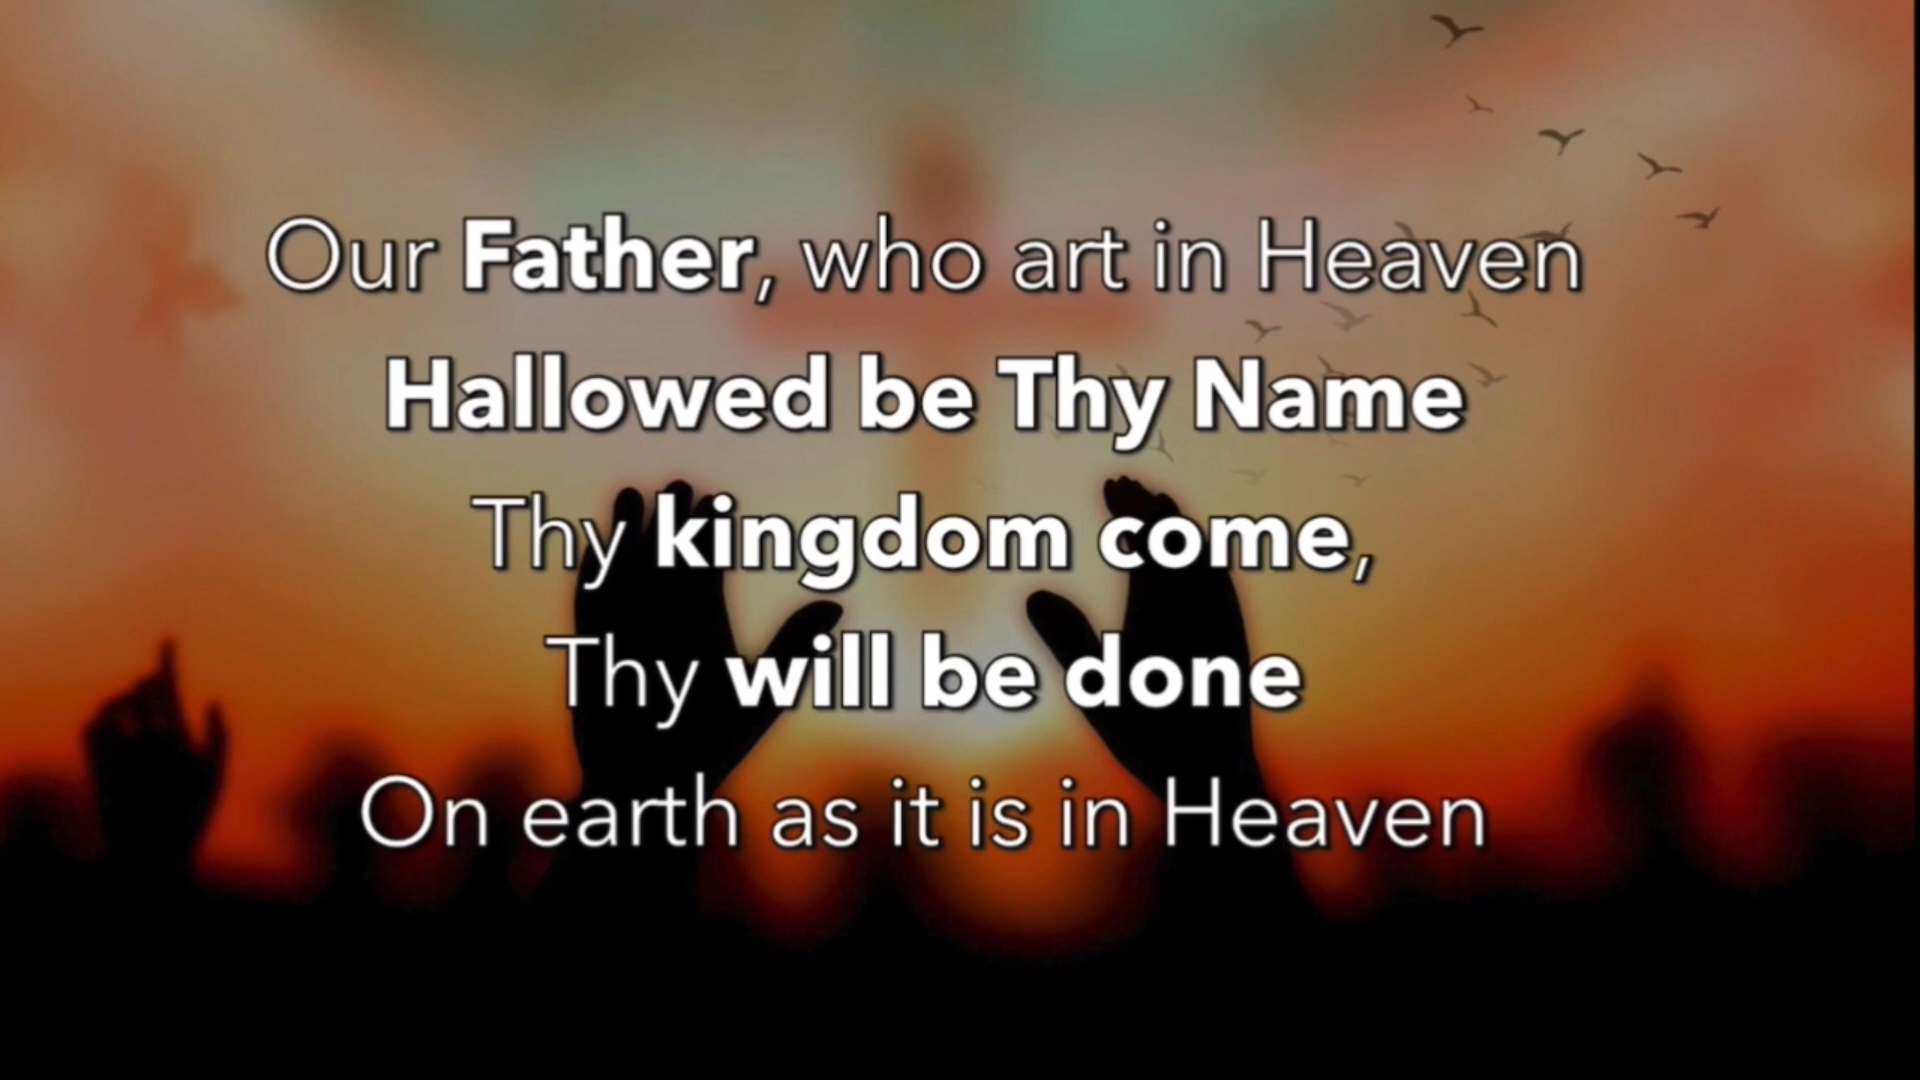 Our Father, who art in Heaven
Hallowed be Thy Name
Thy kingdom come,
Thy will be done
On earth as it is in Heaven